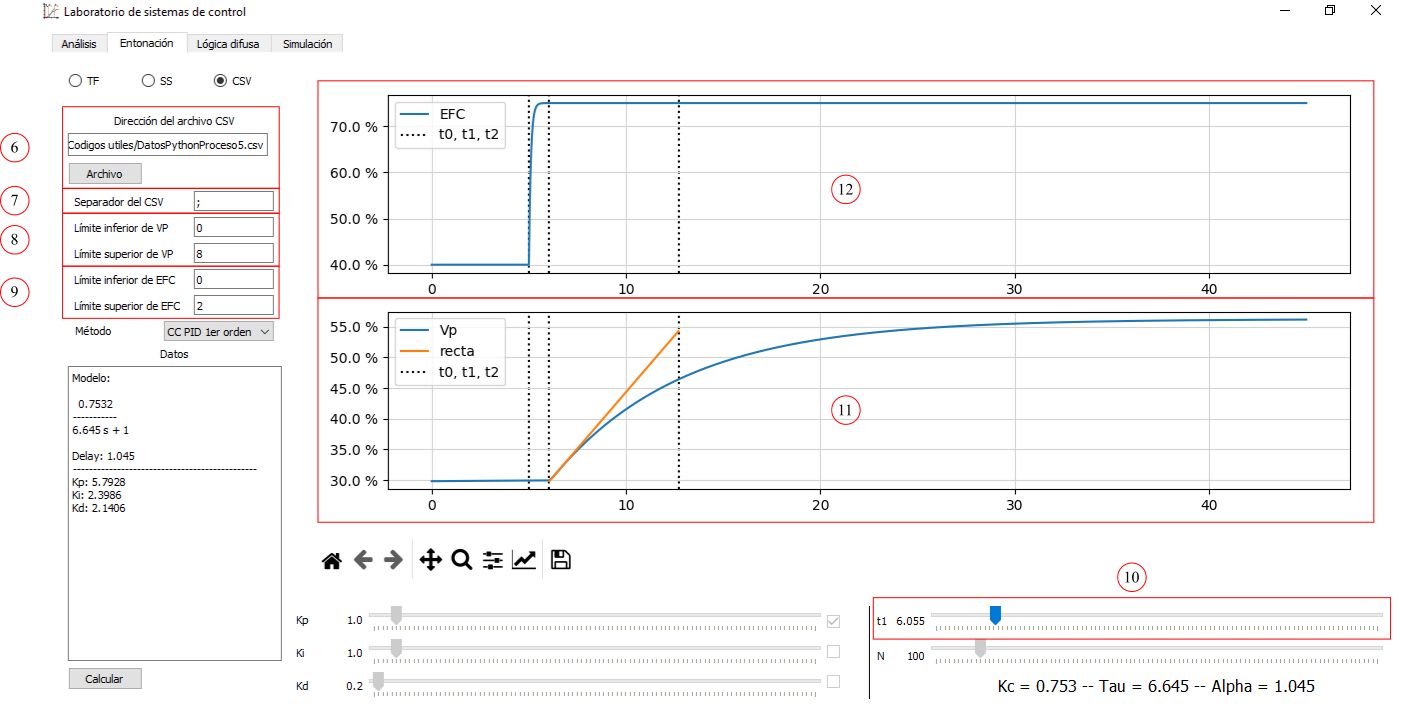 Laboratorio de sistemas de control
Análisis Entonación Lógica difusa Simulación
TF SS CSV
Dirección del archivo CSV
6
Codigos utiles/DatosPythonProceso5.csv
Archivo
7
Separador del CSV ;
8
Límite inferior de VP 0
Límite superior de VP 8
9
Límite inferior de EFC 0
Límite superior de EFC 2
Método CC PID 1er orden
Datos
Modelo:
0.7532
-----------
6.645 s + 1
Delay: 1.045
-----------------------------------------------
Kp: 5.7928
Ki: 2.3986
Kd: 2.1406
Calcular
EFC
t0, t1, t2
12
70.0 %
60.0 %
50.0 %
40.0 %
0 10 20 30 40
Vp
recta
t0, t1, t2
11
55.0 %
50.0 %
45.0 %
40.0 %
35.0 %
30.0 %
0 10 20 30 40
Kp 1.0
Ki 1.0
Kd 0.2
10
t1 6.055
N 100
Kc = 0.753 -- Tau = 6.645 -- Alpha = 1.045